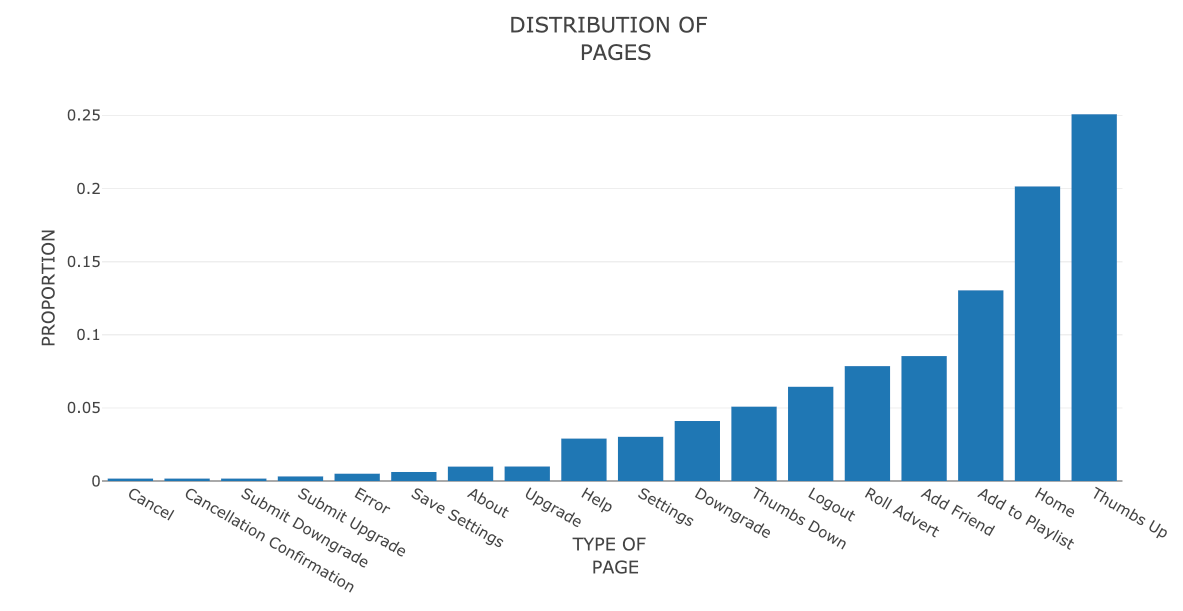 DISTRIBUTION OF
PAGES
PROPORTION
0.25
0.2
0.15
0.1
0.05
0
Cancel
Cancellation Confirmation
Submit Downgrade
Submit Upgrade
Error
Save Settings
About
Upgrade
Help
Settings
Downgrade
Thumbs Down
Logout
Roll Advert
Add Friend
Add to Playlist
Home
Thumbs Up
TYPE OF
PAGE